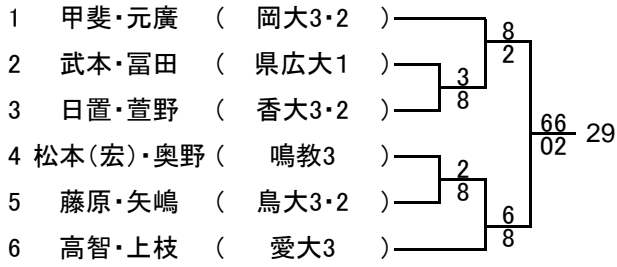 1 甲斐・元廣 ( 岡大3・2 )
8
2
2 武本・冨田 ( 県広大1 )
3
8
3 日置・萱野 ( 香大3・2 )
66
02
29
4 松本(宏)・奥野 ( 鳴教3 )
2
8
5 藤原・矢嶋 ( 鳥大3・2 )
6
8
6 高智・上枝 ( 愛大3 )